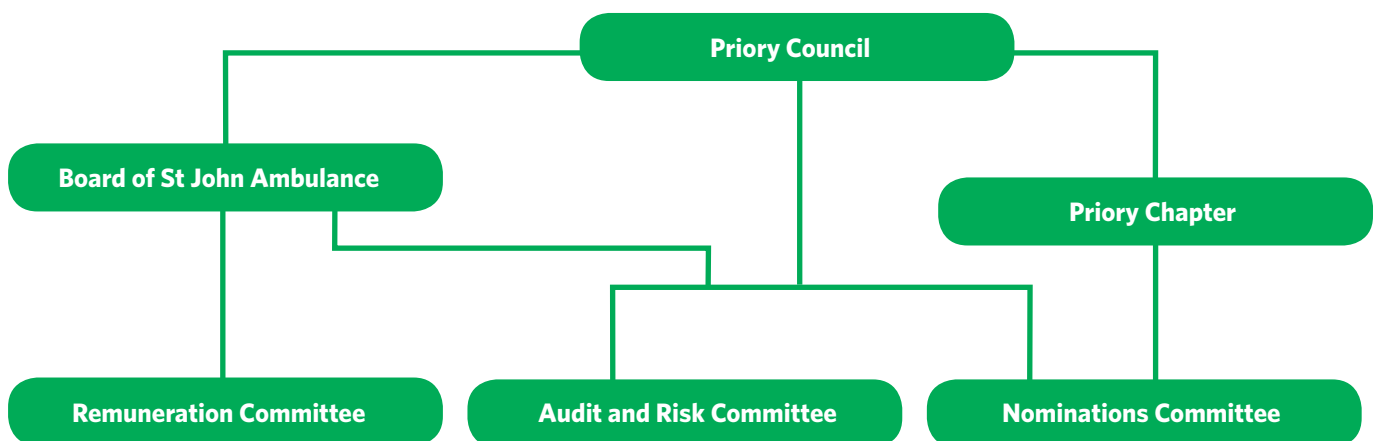 Priory Council
Board of St John Ambulance
Priory Chapter
Remuneration Committee
Audit and Risk Committee
Nominations Committee